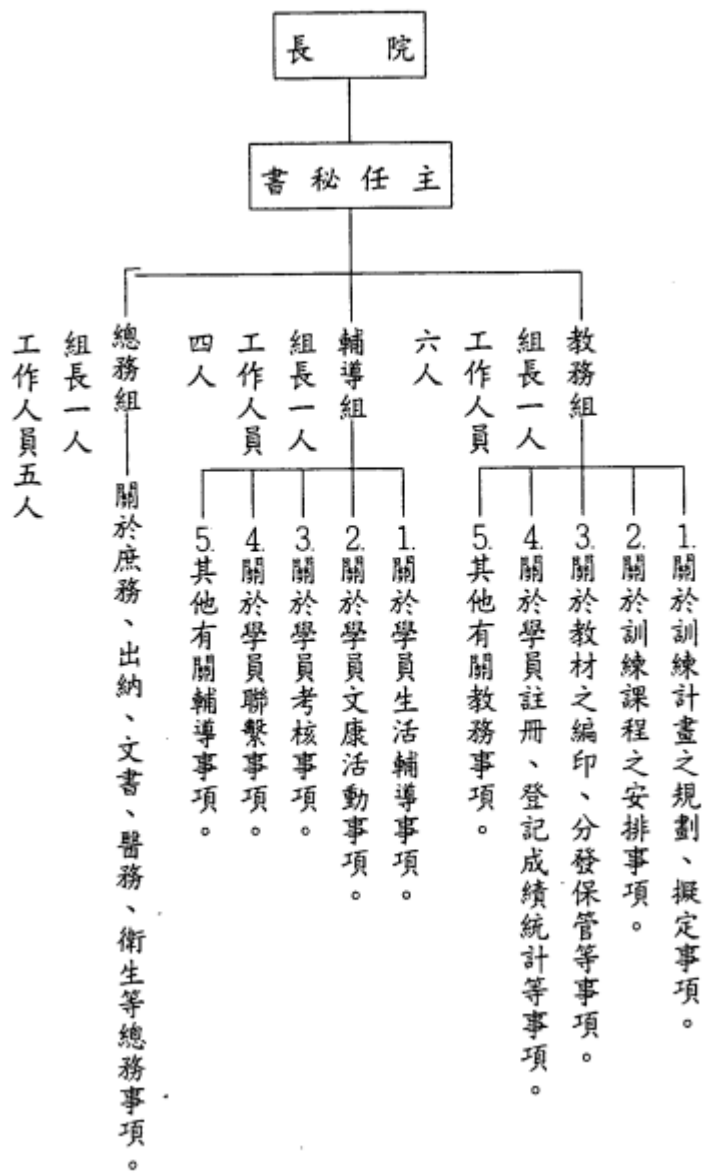 院長
主任秘書
教務組
組長一人
工作人員
六人
1.關於訓練計畫之規劃、擬定事項。
2.關於訓練課程之安排事項。
3.關於教材之編印、分發保管等事項。
4.關於學員註册、登記成績統計等事項。
5.其他有關教務事項。
輔導組
組長一人
工作人員
四人
1.關於學員生活輔導事項。
2.關於學員文康活動事項。
3.關於學員考核事項。
4.關於學員聯繫事項。
5.其他有關輔導事項。
總務組
組長一人
工作人員五人
關於庶務、出納、文書、醫務、衛生等總務事項。